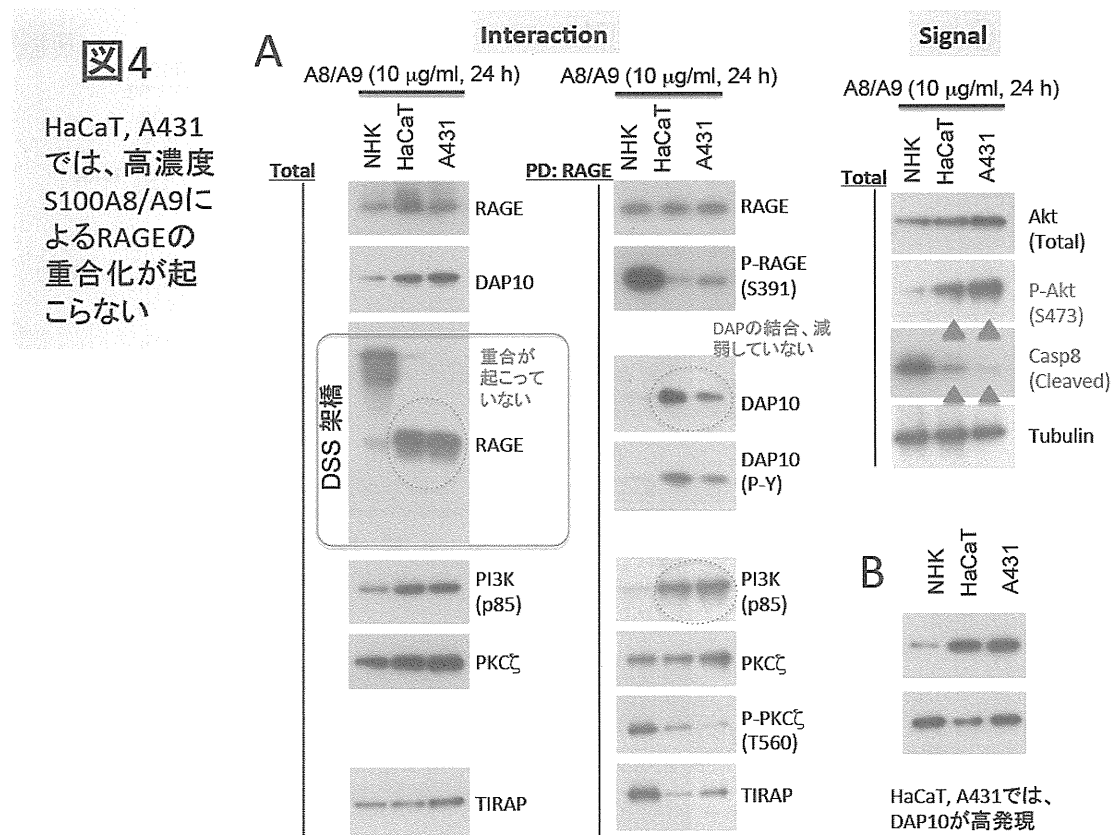 図4
HaCaT, A431
では、高濃度
S100A8/A9に
よるRAGEの
重合化が起
こらない
A
Interaction
Signal
A8/A9 (10 μg/ml, 24 h)
NHK
HaCaT
A431
Total
RAGE
DAP10
DSS 架橋
重合が
起こって
いない
RAGE
PI3K
(p85)
PKCζ
TIRAP
A8/A9 (10 μg/ml, 24 h)
NHK
HaCaT
A431
PD: RAGE
RAGE
P-RAGE
(S391)
DAPの結合、減
弱していない
DAP10
DAP10
(P-Y)
PI3K
(p85)
PKCζ
P-PKCζ
(T560)
TIRAP
A8/A9 (10 μg/ml, 24 h)
NHK
HaCaT
A431
Total
Akt
(Total)
P-Akt
(S473)
Casp8
(Cleaved)
Tubulin
B
NHK
HaCaT
A431
HaCaT, A431では、
DAP10が高発現